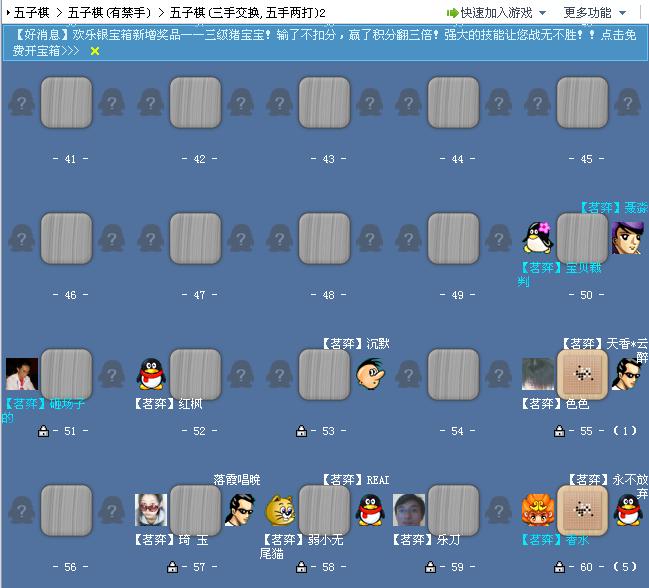 五子棋 > 五子棋(有禁手) > 五子棋(三手交换,五手两打)2
快速加入游戏
更多功能
【好消息】欢乐银宝箱新增奖品——三级猪宝宝！输了不扣分，赢了积分翻三倍！强大的技能让您战无不胜！！点击免
费开宝箱>>>
- 41 -
- 42 -
- 43 -
- 44 -
- 45 -
【茗弈】聂淼
【茗弈】宝贝裁
判
- 46 -
- 47 -
- 48 -
- 49 -
- 50 -
【茗弈】沉默
【茗弈】天香*云
醉
【茗弈】砸场子
的
【茗弈】红枫
【茗弈】色色
- 51 -
- 52 -
- 53 -
- 54 -
- 55 - (1)
落霞唱晚
【茗弈】REAI
【茗弈】永不放
弃
【茗弈】琦 玉
【茗弈】弱小无
尾猫
【茗弈】乐刀
【茗弈】香水
- 56 -
- 57 -
- 58 -
- 59 -
- 60 - (5)